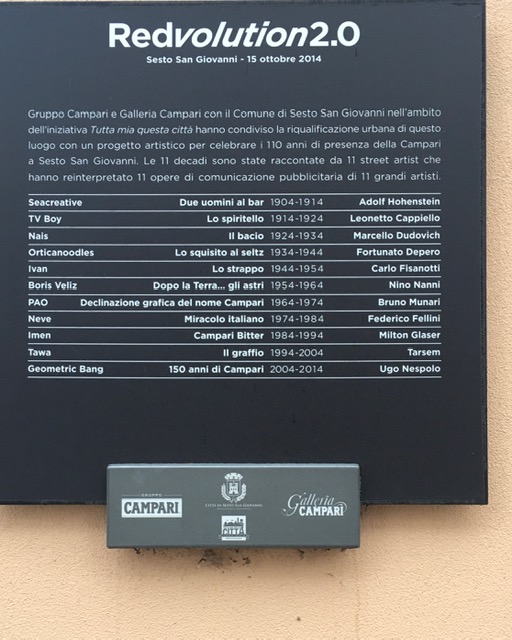 Redvolution2.0
Sesto San Giovanni - 15 ottobre 2014
Gruppo Campari e Galleria Campari con il Comune di Sesto San Giovanni nell'ambito
dell'iniziativa Tutta mia questa città hanno condiviso la riqualificazione urbana di questo
luogo con un progetto artistico per celebrare i 110 anni di presenza della Campari
a Sesto San Giovanni. Le 11 decadi sono state raccontate da 11 street artist che
hanno reinterpretato 11 opere di comunicazione pubblicitaria di 11 grandi artisti.
Seacreative Due uomini al bar 1904-1914 Adolf Hohenstein
TV Boy Lo spiritello 1914-1924 Leonetto Cappiello
Nais Il bacio 1924-1934 Marcello Dudovich
Orticanoodles Lo squisito al seltz 1934-1944 Fortunato Depero
Ivan Lo strappo 1944-1954 Carlo Fisanotti
Boris Veliz Dopo la Terra... gli astri 1954-1964 Nino Nanni
PAO Declinazione grafica del nome Campari 1964-1974 Bruno Munari
Neve Miracolo italiano 1974-1984 Federico Fellini
Imen Campari Bitter 1984-1994 Milton Glaser
Tawa Il graffio 1994-2004 Tarsem
Geometric Bang 150 anni di Campari 2004-2014 Ugo Nespolo
GRUPPO
CAMPARI
CITTÀ DI SESTO SAN GIOVANNI
CITTÀ
Galleria
CAMPARI